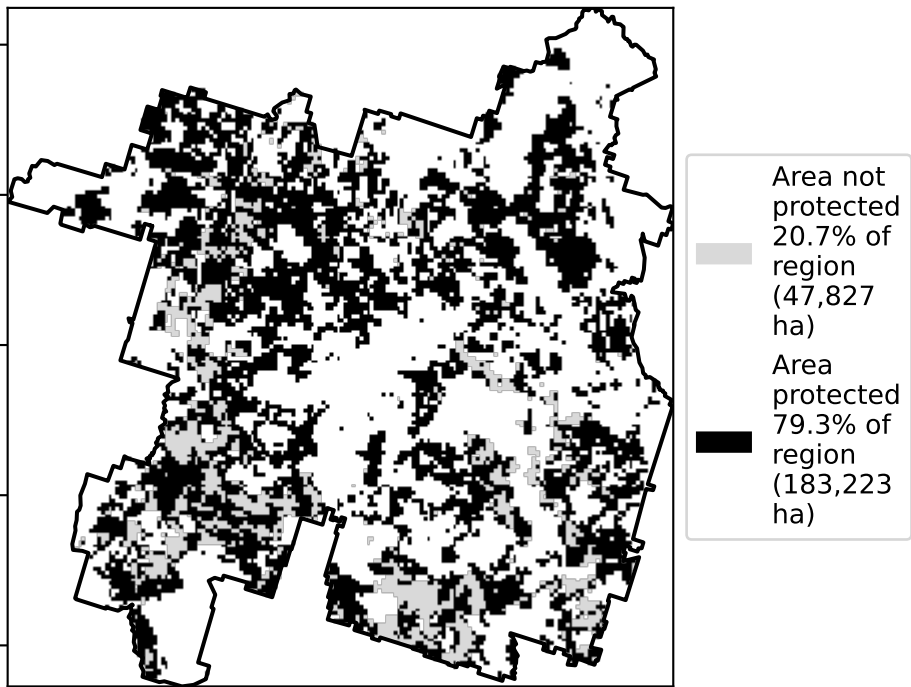 Area not
protected
20.7% of
region
(47,827
ha)
Area
protected
79.3% of
region
(183,223
ha)